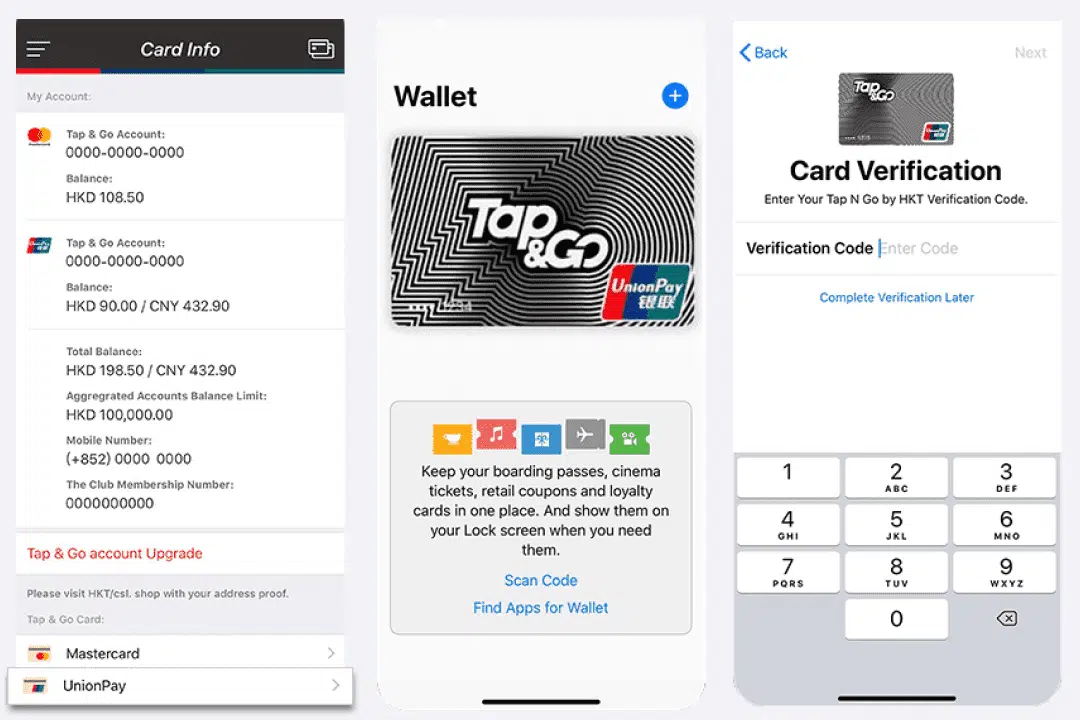 Card Info
My Account:
Tap & Go Account:
0000-0000-0000
Balance:
HKD 108.50
Tap & Go Account:
0000-0000-0000
Balance:
HKD 90.00 / CNY 432.90
Total Balance:
HKD 198.50 / CNY 432.90
Aggregrated Accounts Balance Limit:
HKD 100,000.00
Mobile Number:
(+852) 0000 0000
The Club Membership Number:
0000000000
Tap & Go account Upgrade
Please visit HKT/csl. shop with your address proof.
Tap & Go Card:
Mastercard
UnionPay
Wallet
Tap
&Go
UnionPay
银联
•••• 1234
Keep your boarding passes, cinema
tickets, retail coupons and loyalty
cards in one place. And show them on
your Lock screen when you need
them.
Scan Code
Find Apps for Wallet
Back
Next
Tap
&Go
UnionPay
银联
Card Verification
Enter Your Tap N Go by HKT Verification Code.
Verification Code Enter Code
Complete Verification Later
1
2
ABC
3
DEF
4
GHI
5
JKL
6
MNO
7
PQRS
8
TUV
9
WXYZ
0